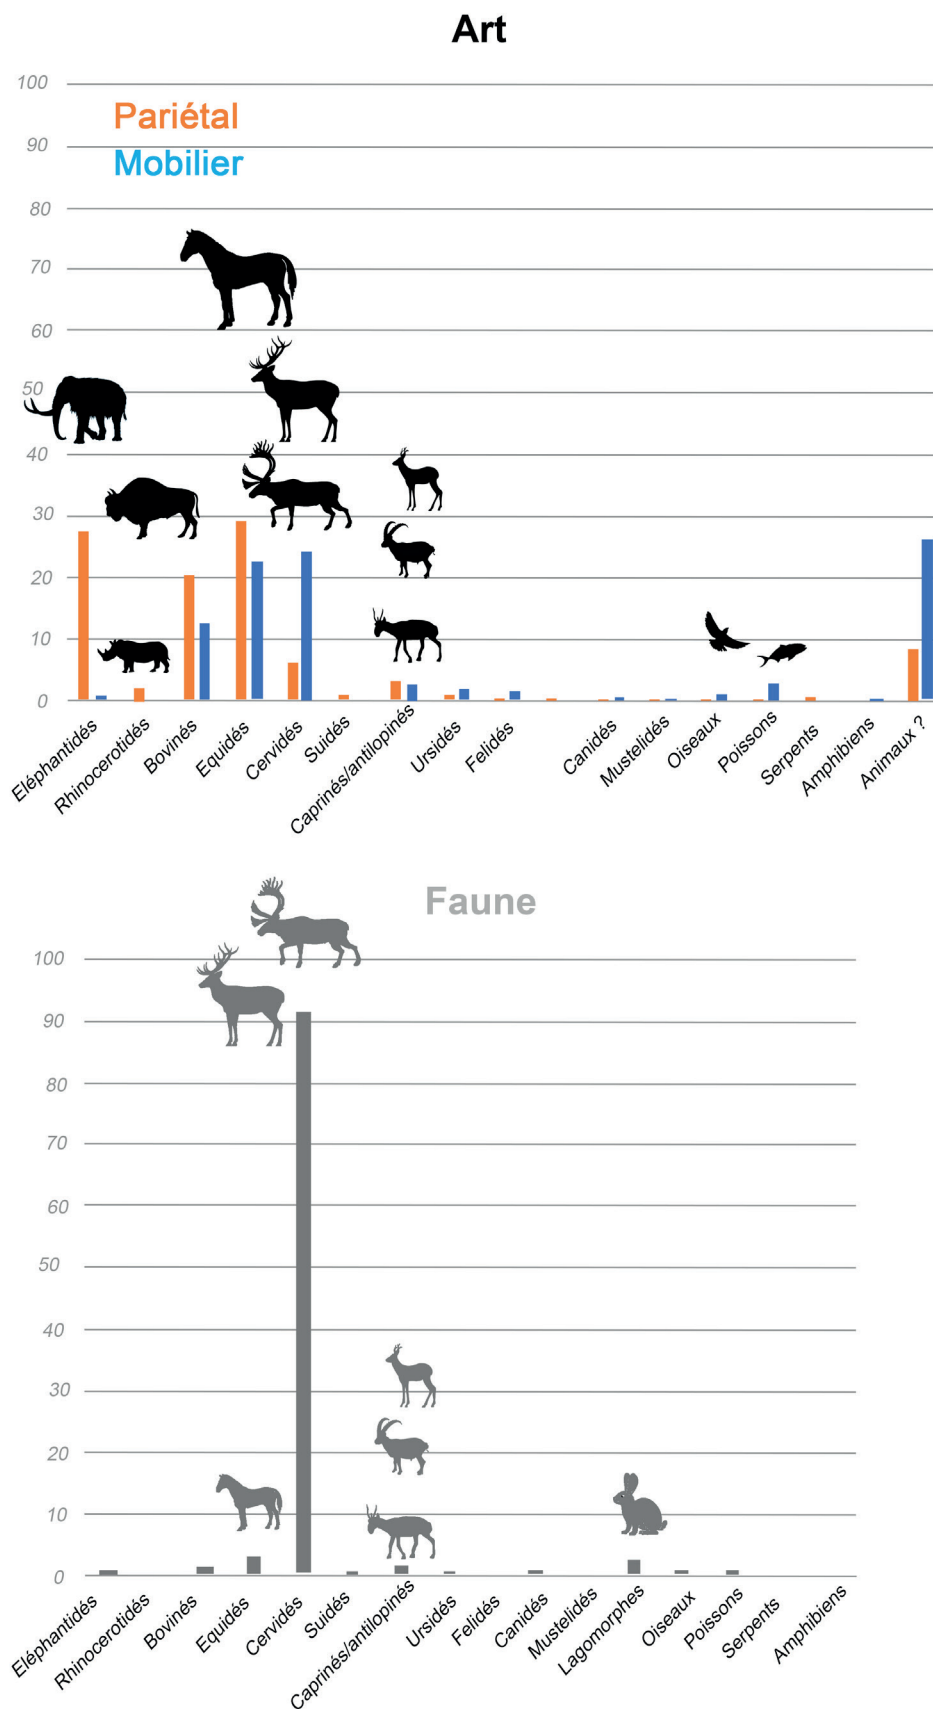 Art
100
Pariétal
90
Mobilier
80
70
60
50
40
30
20
10
0
Eléphantidés
Rhinocerotidés
Bovinés
Equidés
Cervidés
Suidés
Caprinés/antilopinés
Ursidés
Felidés
Canidés
Mustelidés
Oiseaux
Poissons
Serpents
Amphibiens
Animaux ?
Faune
100
90
80
70
60
50
40
30
20
10
0
Eléphantidés
Rhinocerotidés
Bovinés
Equidés
Cervidés
Suidés
Caprinés/antilopinés
Ursidés
Felidés
Canidés
Mustelidés
Lagomorphes
Oiseaux
Poissons
Serpents
Amphibiens